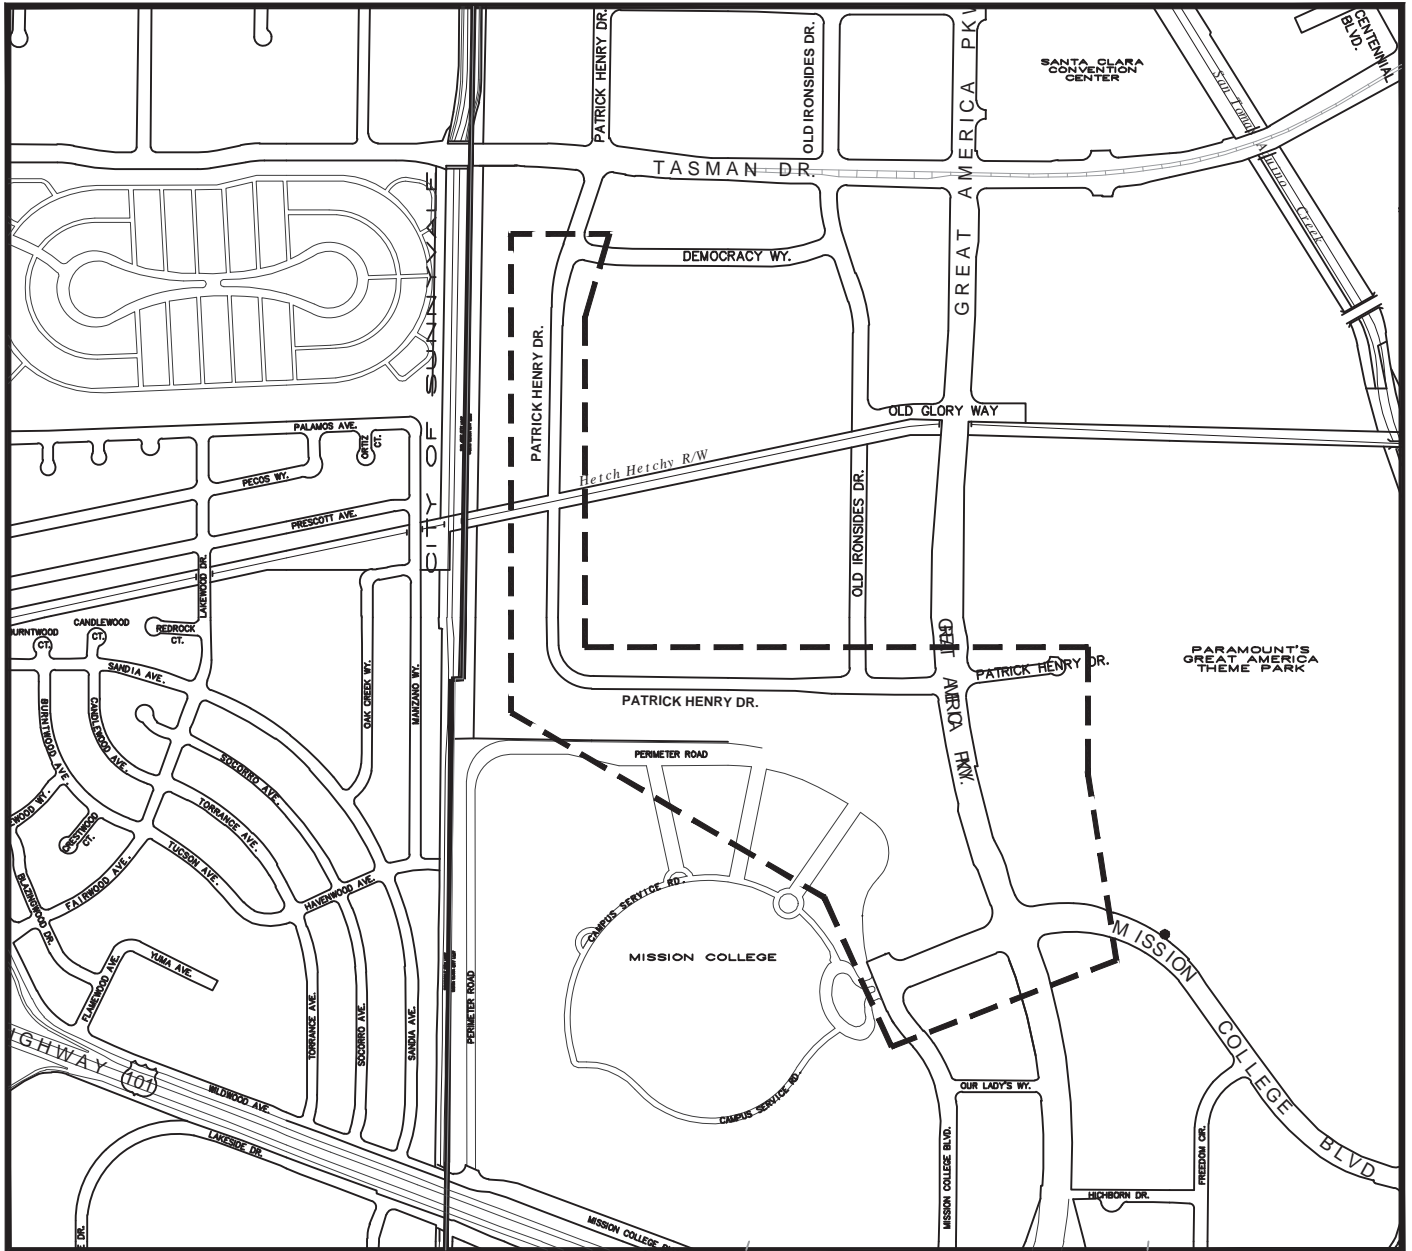 PATRICK HENRY DR.
OLD IRONSIDES DR.
GREAT AMERICA
SANTA CLARA
CONVENTION
CENTER
CENTENNIAL
BLVD.
TASMAN DR.
Creek
DEMOCRACY WY.
SUNNYVALE
CITY OF
PATRICK HENRY DR.
OLD GLORY WAY
PALAMOS AVE.
ORTIZ
CT.
PECOS WY.
PRESCOTT AVE.
Hetch Hetchy R/W
OLD IRONSIDES DR.
LAKEWOOD DR.
CANDLEWOOD
CT.
CT.
REDROCK
CT.
SANDIA AVE.
BURNTWOOD AVE.
CANDLEWOOD AVE.
OAK CREEK WY.
MANZANO WY.
PATRICK HENRY DR.
PARAMOUNT'S
GREAT AMERICA
THEME PARK
PATRICK HENRY DR.
PERIMETER ROAD
SOCORRO AVE.
TORRANCE AVE.
TUCSON AVE.
CRESTWOOD
CT.
FAIRWOOD AVE.
HAVENWOOD AVE.
BLAZINGWOOD DR.
CAMPUS SERVICE RD.
MISSION COLLEGE
YUMA AVE.
FLAMEWOOD AVE.
TORRANCE AVE.
SOCORRO AVE.
SANDIA AVE.
PERIMETER ROAD
MISSION COLLEGE BLVD
101
WILDWOOD AVE.
LAKESIDE DR.
CAMPUS SERVICE RD.
OUR LADY'S WY.
MISSION COLLEGE BLVD.
FREEDOM CIR.
HICHBORN DR.
MISSION COLLEGE